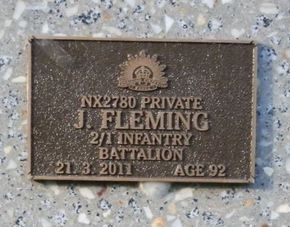 NX2780 PRIVATE
J. FLEMING
2/1 INFANTRY
BATTALION
21. 3. 2011 AGE 92